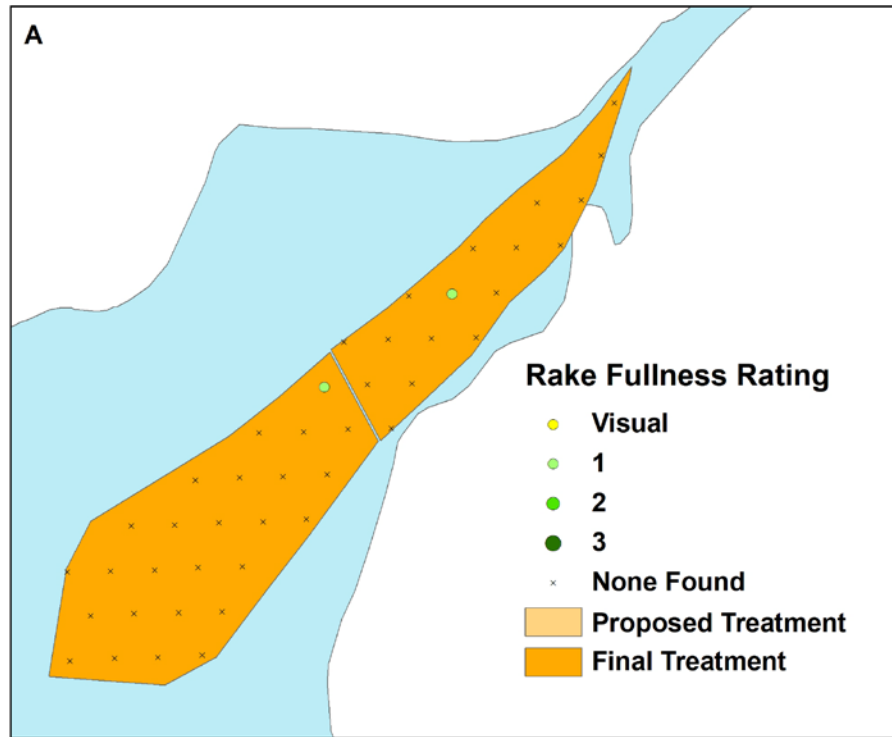 A
Rake Fullness Rating
Visual
1
2
3
None Found
Proposed Treatment
Final Treatment